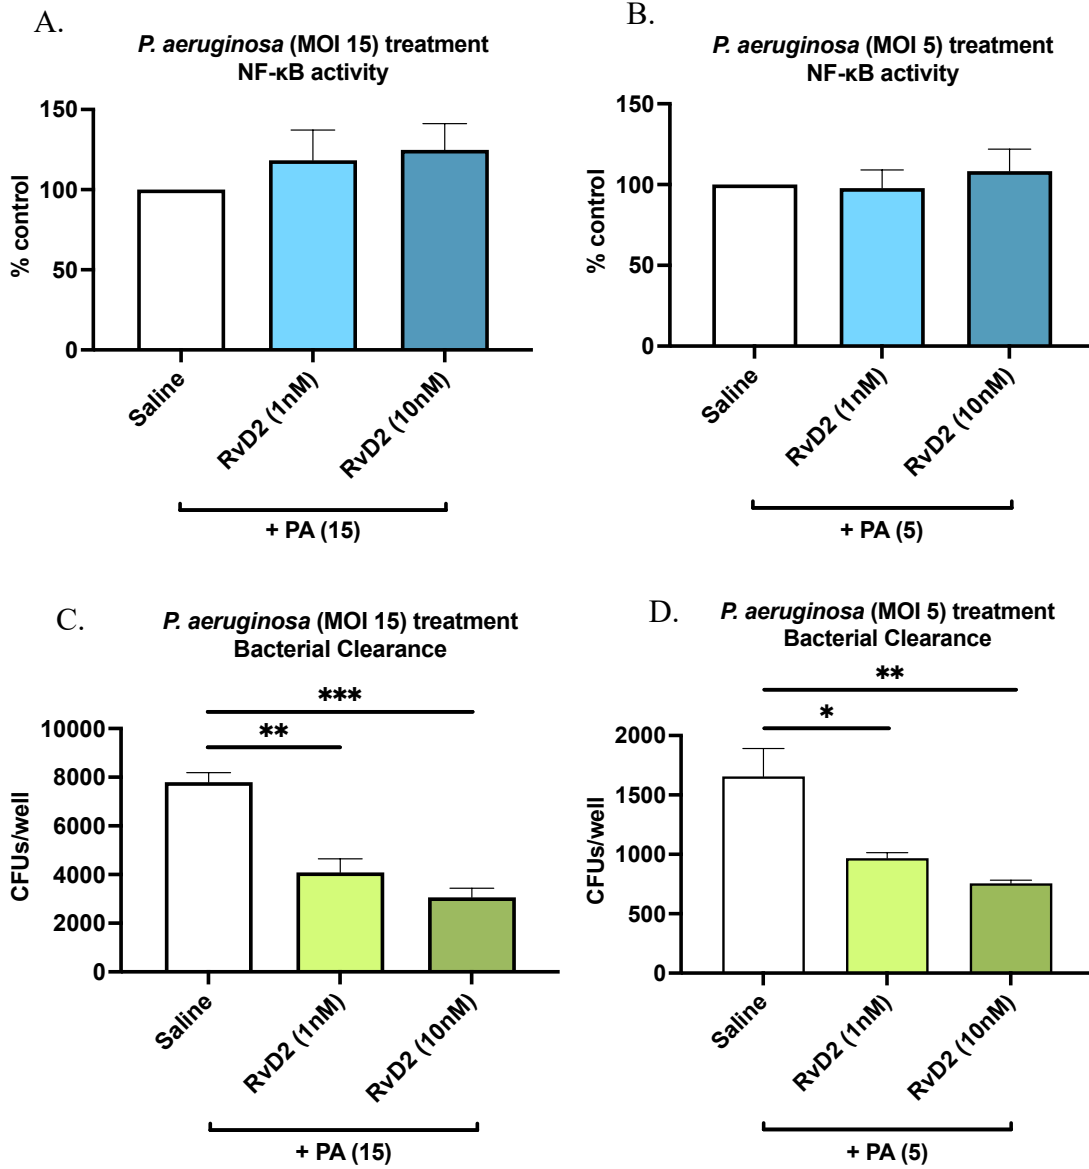 A.
P. aeruginosa (MOI 15) treatment
NF-κB activity
% control
150
100
50
0
Saline
RvD2 (1nM)
RvD2 (10nM)
+ PA (15)
B.
P. aeruginosa (MOI 5) treatment
NF-κB activity
% control
150
100
50
0
Saline
RvD2 (1nM)
RvD2 (10nM)
+ PA (5)
C.
P. aeruginosa (MOI 15) treatment
Bacterial Clearance
***
**
CFUs/well
10000
8000
6000
4000
2000
0
Saline
RvD2 (1nM)
RvD2 (10nM)
+ PA (15)
D.
P. aeruginosa (MOI 5) treatment
Bacterial Clearance
**
*
CFUs/well
2000
1500
1000
500
0
Saline
RvD2 (1nM)
RvD2 (10nM)
+ PA (5)